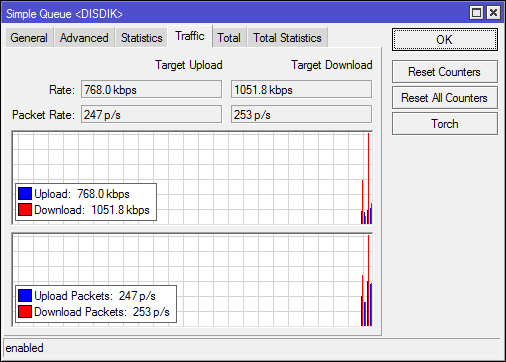 Simple Queue <DISDIK>
General Advanced Statistics Traffic Total Total Statistics
Target Upload Target Download
Rate: 768.0 kbps 1051.8 kbps
Packet Rate: 247 p/s 253 p/s
Upload: 768.0 kbps
Download: 1051.8 kbps
Upload Packets: 247 p/s
Download Packets: 253 p/s
OK
Reset Counters
Reset All Counters
Torch
enabled